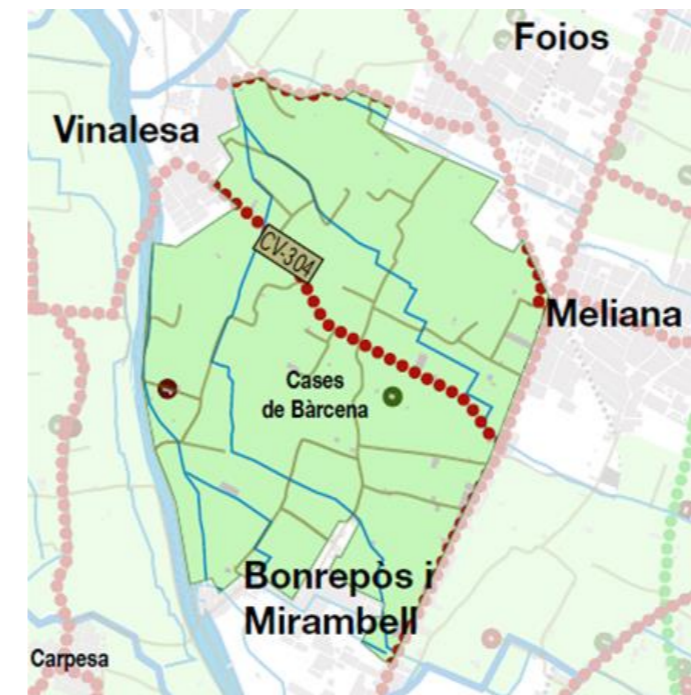 Foios
Vinalesa
CV-304
Meliana
Cases
de Bàrcena
Bonrepòs i
Mirambell
Carpesa